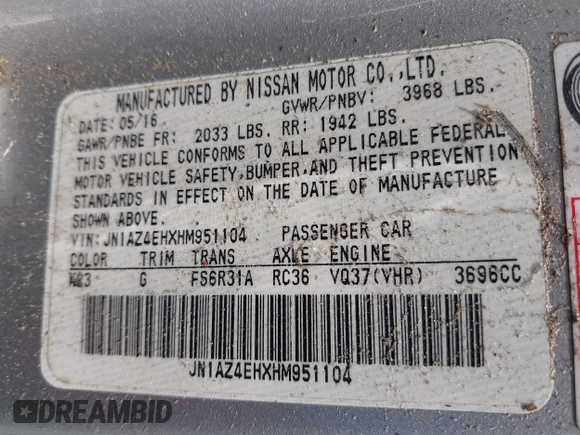 MANUFACTURED BY NISSAN MOTOR CO.,LTD.
DATE: 05/16 GVWR/PNBV: 3968 LBS.
GAWR/PNBE FR: 2033 LBS. RR: 1942 LBS.
THIS VEHICLE CONFORMS TO ALL APPLICABLE FEDERAL
MOTOR VEHICLE SAFETY,BUMPER,AND THEFT PREVENTION
STANDARDS IN EFFECT ON THE DATE OF MANUFACTURE
SHOWN ABOVE.
VIN: JN1AZ4EHXHM951104 PASSENGER CAR
COLOR TRIM TRANS AXLE ENGINE
K23 G FS6R31A RC36 VQ37(VHR) 3696CC
JN1AZ4EHXHM951104
DREAMBID